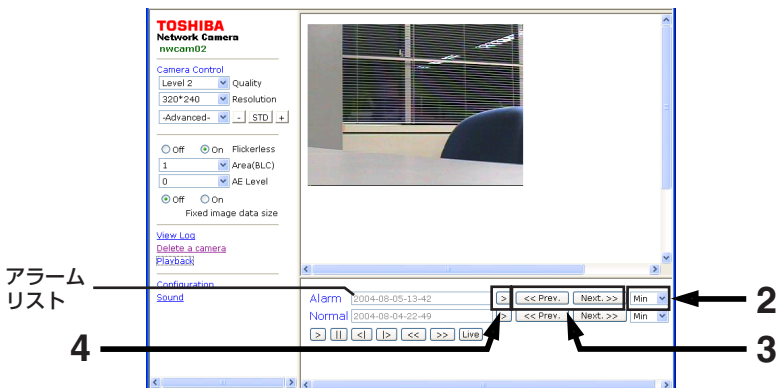 TOSHIBA
Network Camera
nwcam02
Camera Control
Level 2 Quality
320*240 Resolution
-Advanced- - STD +
Off On Flickerless
1 Area(BLC)
0 AE Level
Off On
Fixed image data size
View Log
Delete a camera
Playback
Configuration
Sound
アラーム
リスト
Alarm 2004-08-05-13-42 > << Prev. Next. >> Min
Normal 2004-08-04-22-49 > << Prev. Next. >> Min
> || <| |> << >> Live
2
3
4